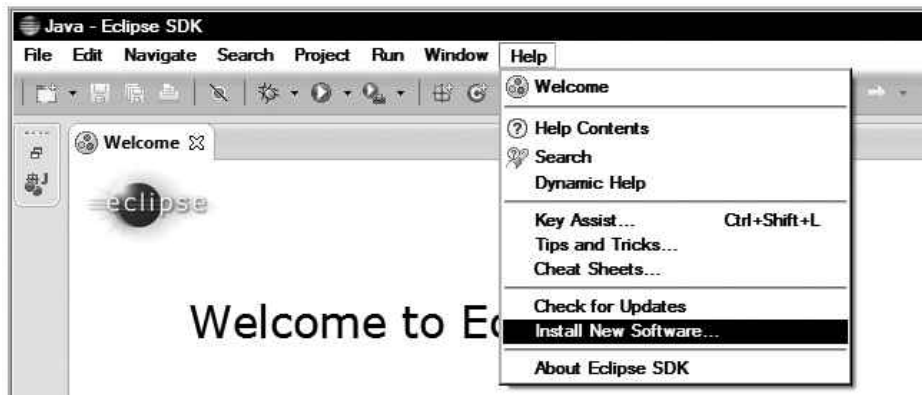 Java - Eclipse SDK
File Edit Navigate Search Project Run Window Help
Welcome
Help Contents
Search
Dynamic Help
Key Assist... Ctrl+Shift+L
Tips and Tricks...
Cheat Sheets...
Check for Updates
Install New Software...
About Eclipse SDK
Welcome
J
eclipse
Welcome to Ec